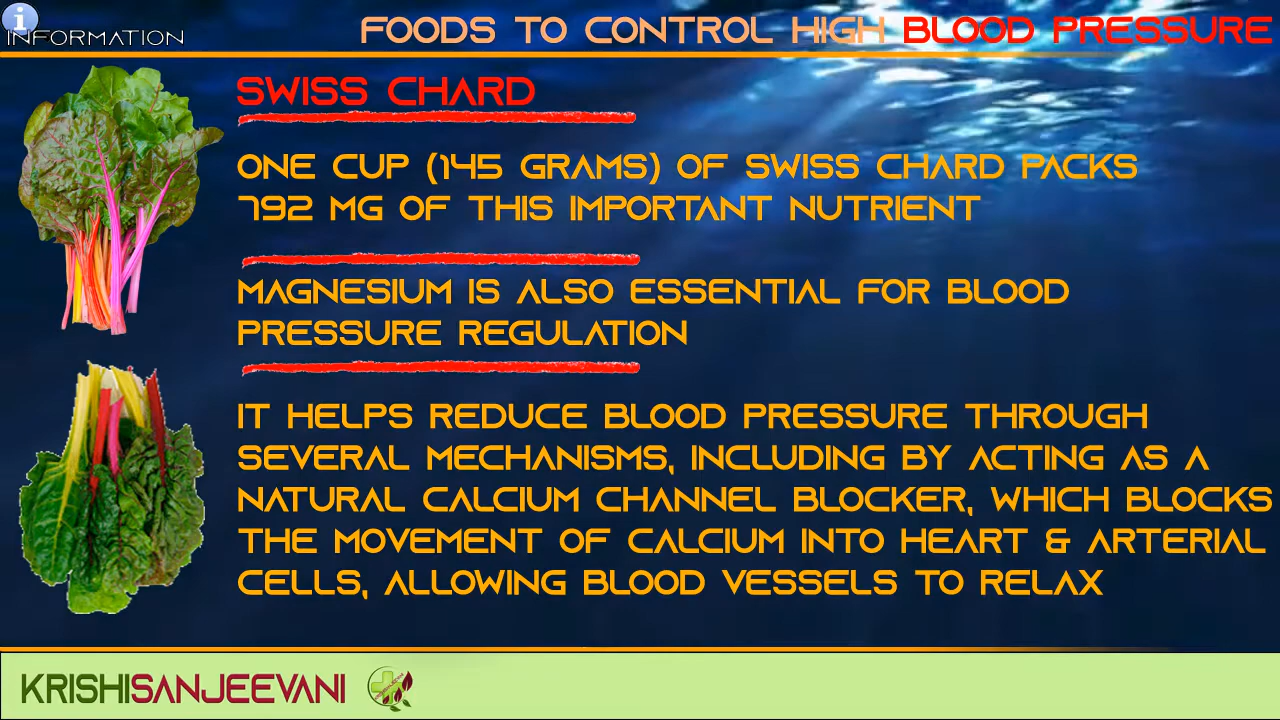 INFORMATION
FOODS TO CONTROL HIGH BLOOD PRESSURE
SWISS CHARD
ONE CUP (145 GRAMS) OF SWISS CHARD PACKS
792 MG OF THIS IMPORTANT NUTRIENT
MAGNESIUM IS ALSO ESSENTIAL FOR BLOOD
PRESSURE REGULATION
IT HELPS REDUCE BLOOD PRESSURE THROUGH
SEVERAL MECHANISMS, INCLUDING BY ACTING AS A
NATURAL CALCIUM CHANNEL BLOCKER, WHICH BLOCKS
THE MOVEMENT OF CALCIUM INTO HEART & ARTERIAL
CELLS, ALLOWING BLOOD VESSELS TO RELAX
KRISHISANJEEVANI